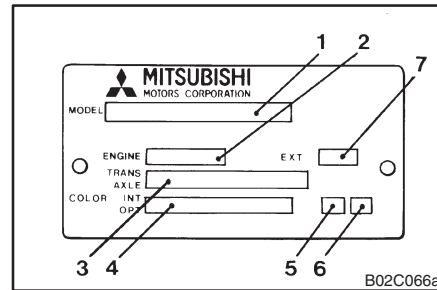 1
2
7
MITSUBISHI
MOTORS CORPORATION
MODEL
ENGINE
EXT
TRANS
AXLE
COLOR INT
OPT
3
4
5
6
B02C066a